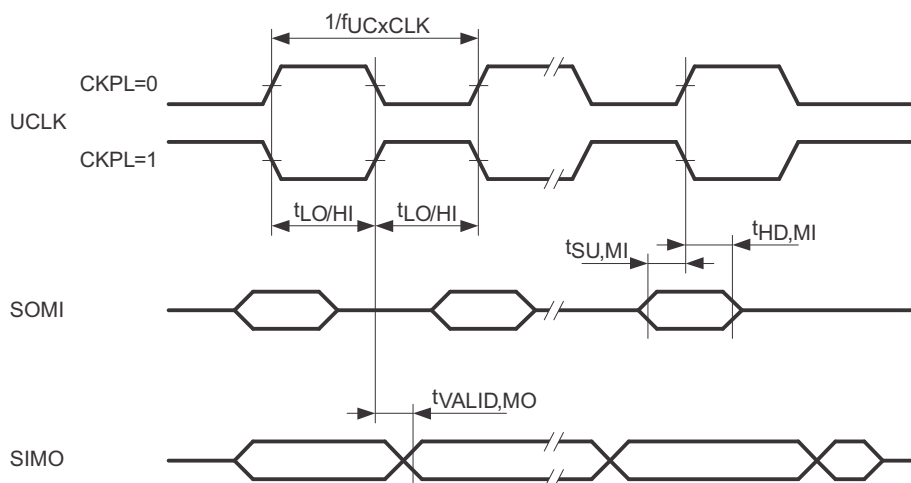 1/fUCxCLK
CKPL=0
UCLK
CKPL=1
tLO/HI tLO/HI
tSU,MI tHD,MI
SOMI
tVALID,MO
SIMO